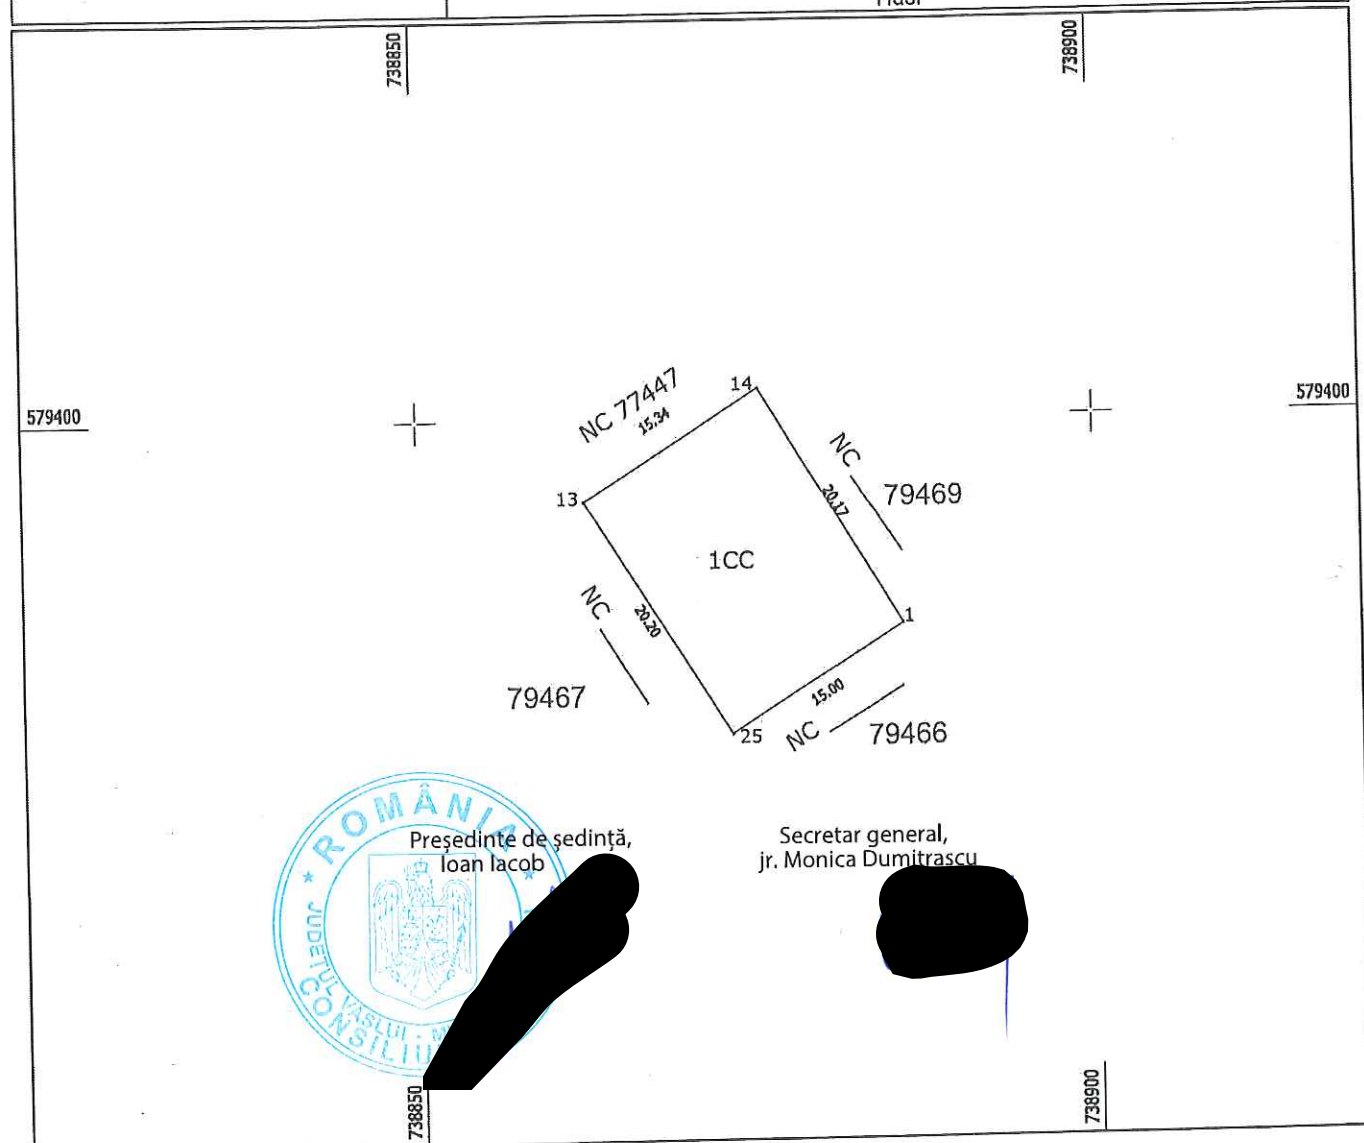 738850
738900
579400
579400
NC 77447
15.34
14
13
NC
79469
20.17
1CC
NC
20.20
79467
1
15.00
25
NC
79466
ROMÂNIA
JUDEȚUL VASLUI
Președinte de ședință,
Ioan Iacob
Secretar general,
jr. Monica Dumitrașcu
738850
738900